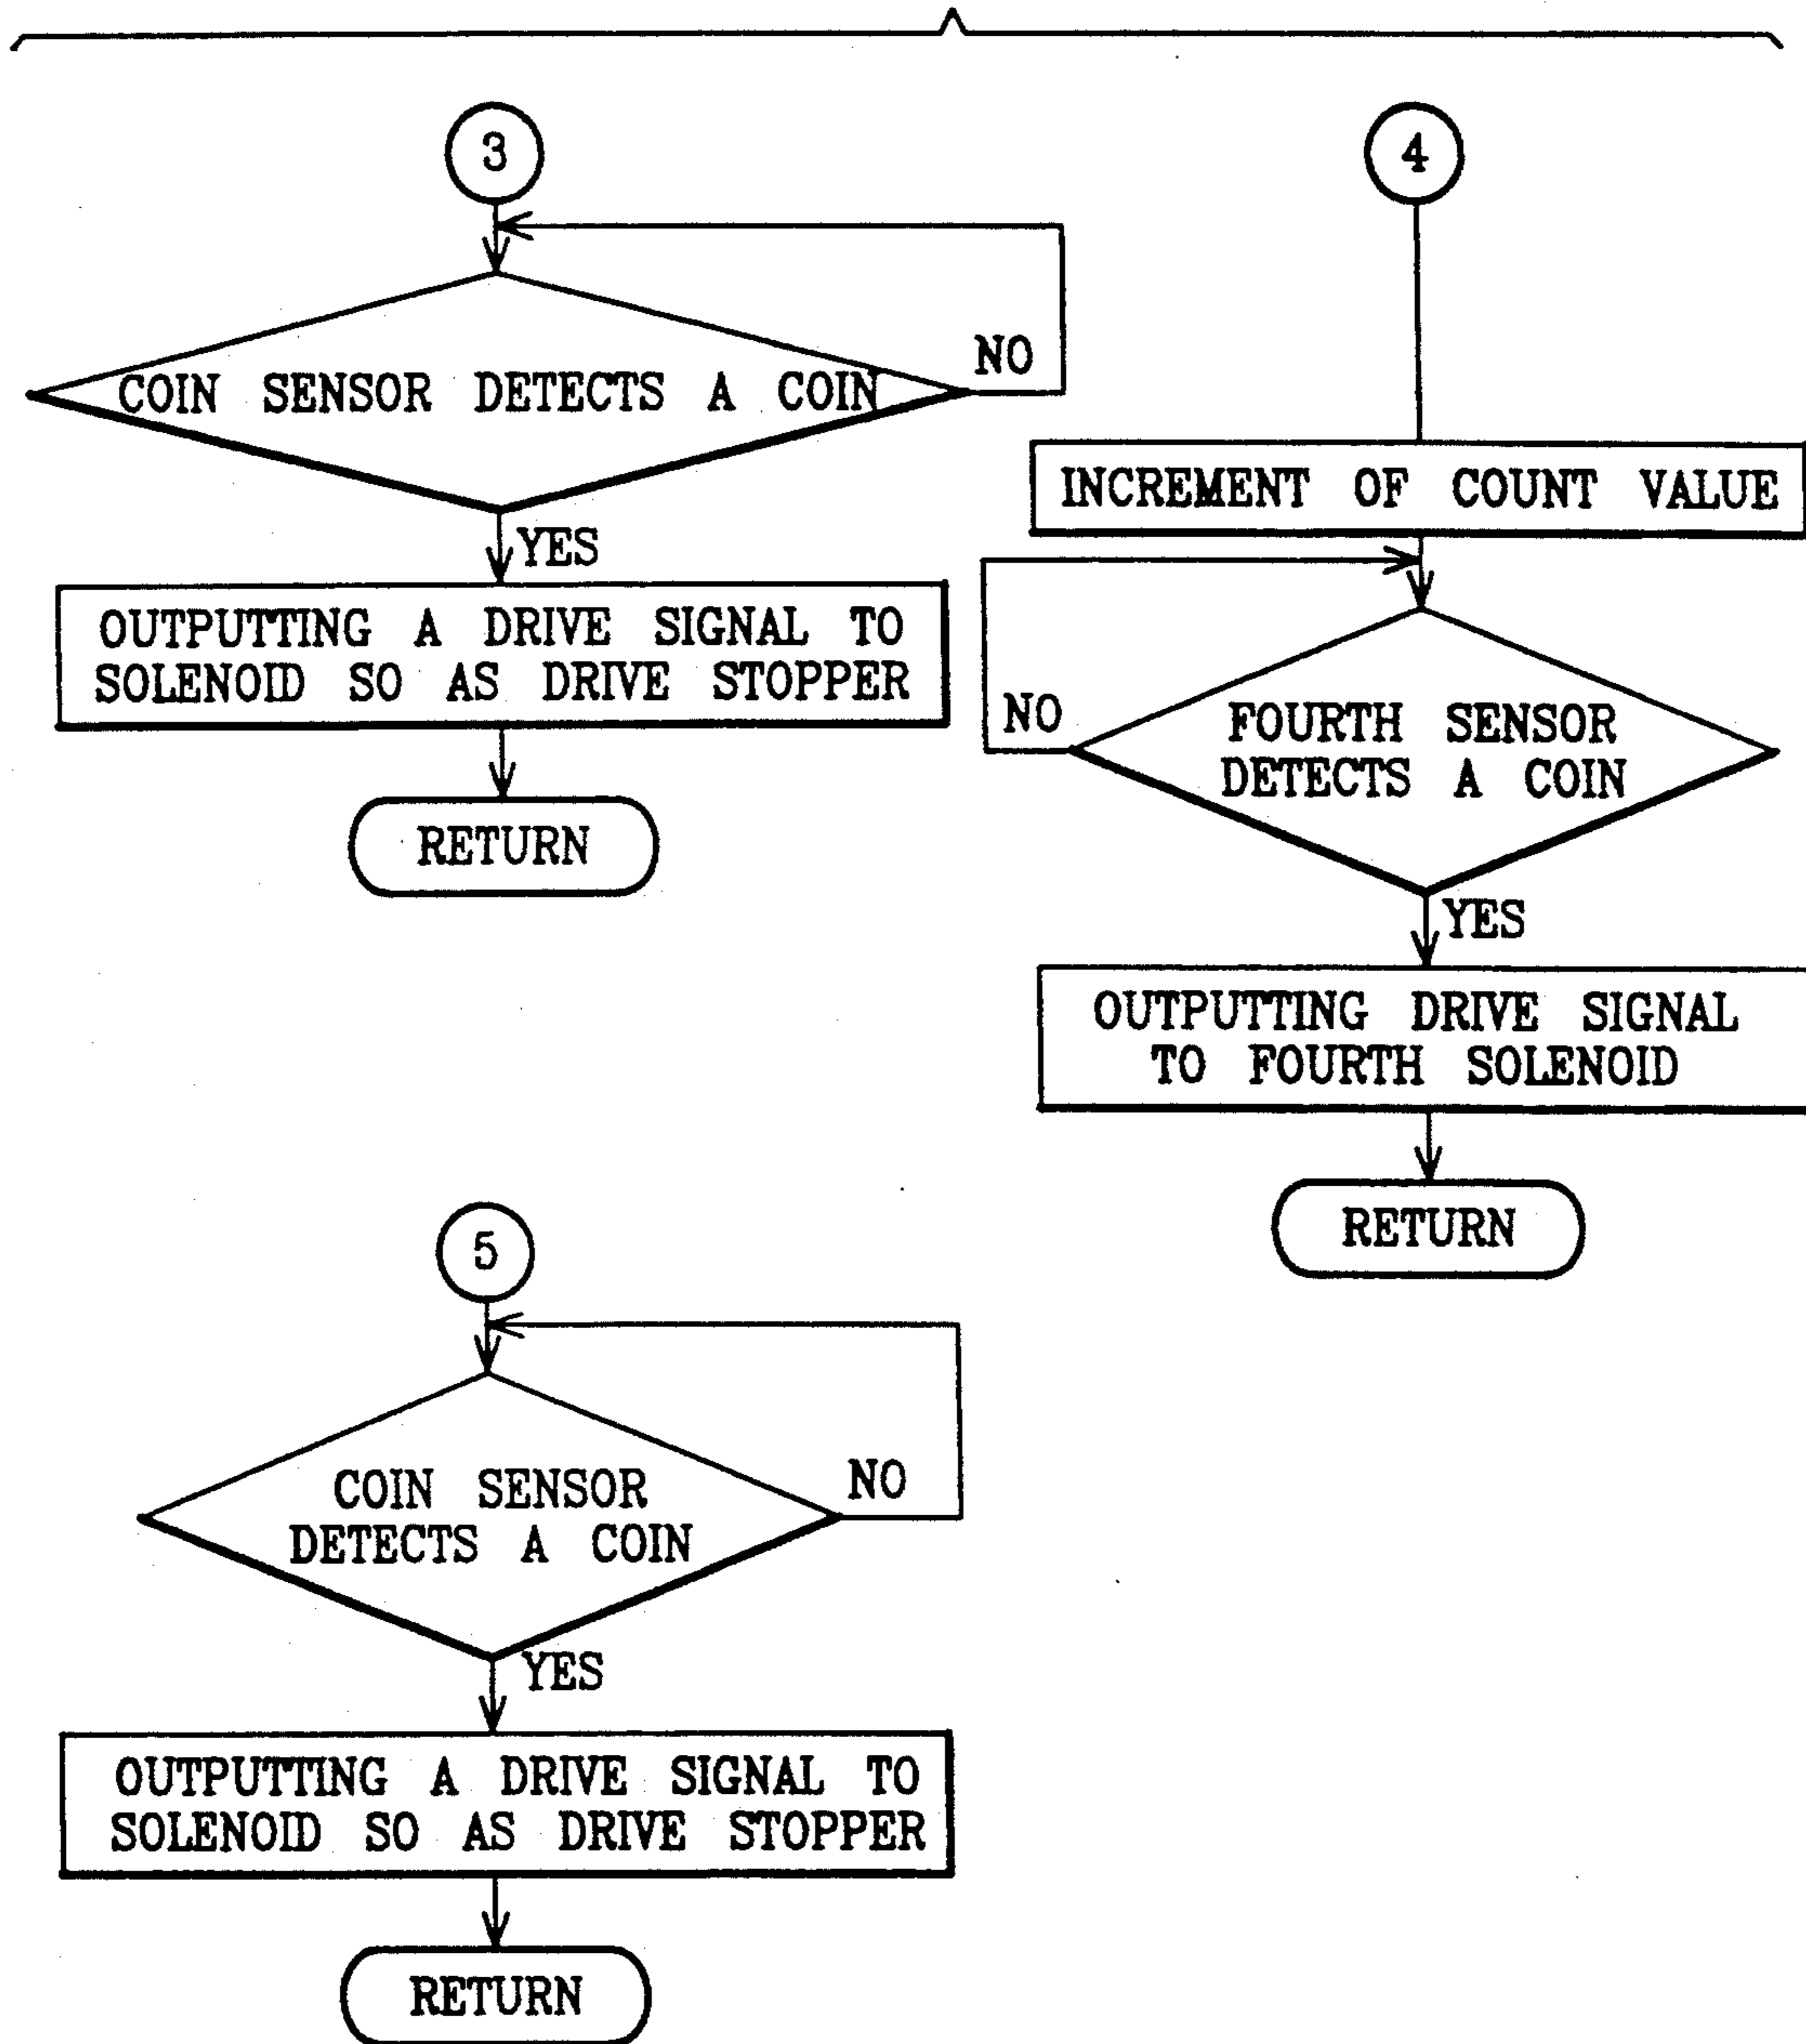 3
COIN SENSOR DETECTS A COIN
NO
YES
OUTPUTTING A DRIVE SIGNAL TO
SOLENOID SO AS DRIVE STOPPER
RETURN
4
INCREMENT OF COUNT VALUE
NO
FOURTH SENSOR
DETECTS A COIN
YES
OUTPUTTING DRIVE SIGNAL
TO FOURTH SOLENOID
RETURN
5
COIN SENSOR
DETECTS A COIN
NO
YES
OUTPUTTING A DRIVE SIGNAL TO
SOLENOID SO AS DRIVE STOPPER
RETURN